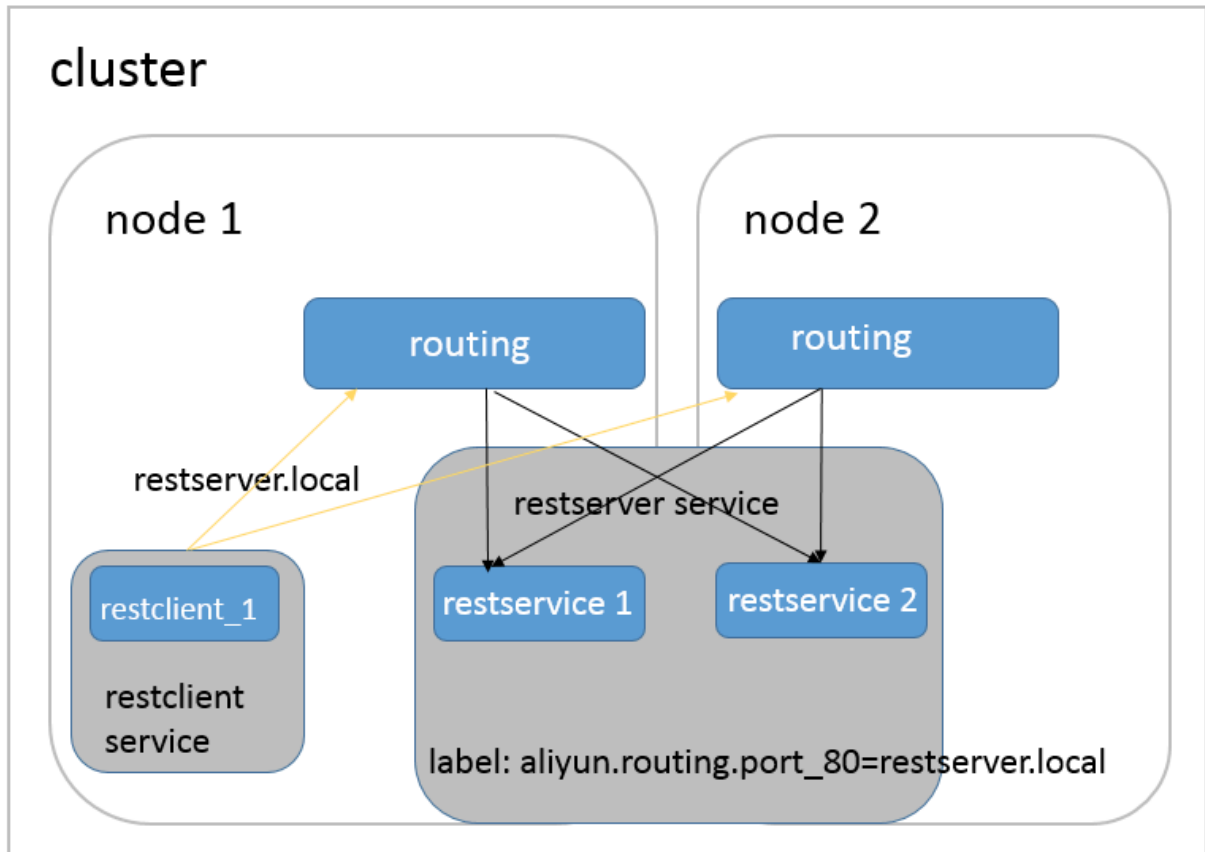 cluster
node 1
node 2
routing
routing
restserver.local
restserver service
restclient_1
restservice 1
restservice 2
restclient
service
label: aliyun.routing.port_80=restserver.local